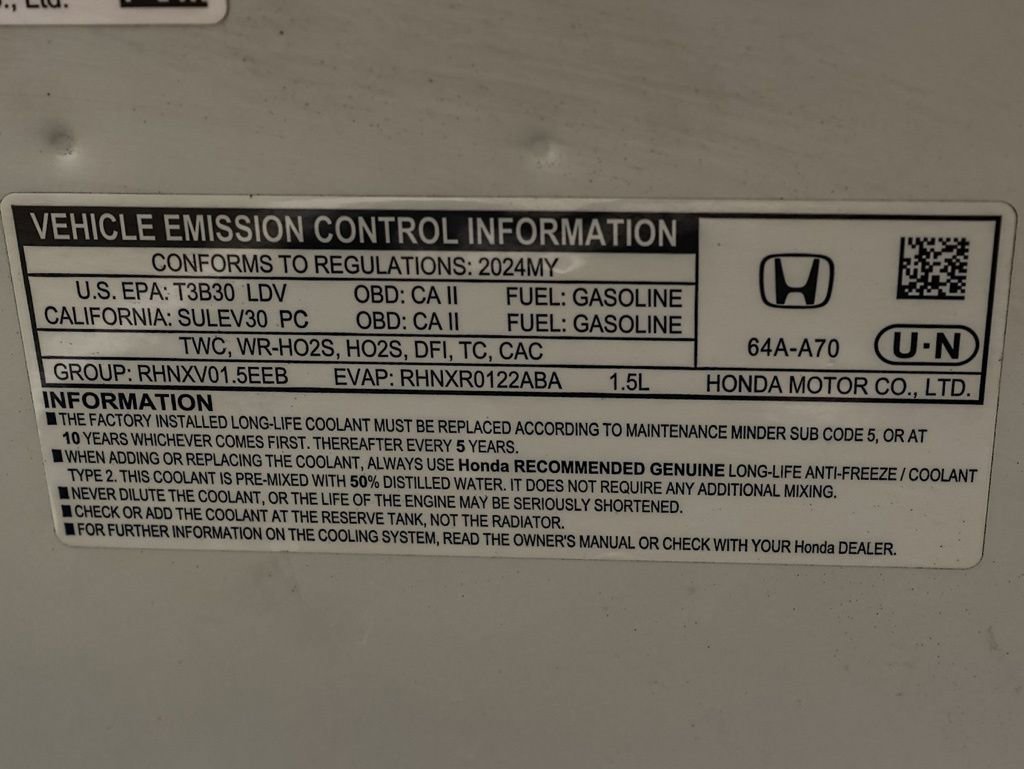 ., Ltd.
VEHICLE EMISSION CONTROL INFORMATION
CONFORMS TO REGULATIONS: 2024MY
U.S. EPA: T3B30 LDV OBD: CA II FUEL: GASOLINE
CALIFORNIA: SULEV30 PC OBD: CA II FUEL: GASOLINE
TWC, WR-HO2S, HO2S, DFI, TC, CAC
GROUP: RHNXV01.5EEB EVAP: RHNXR0122ABA 1.5L
64A-A70 U·N
HONDA MOTOR CO., LTD.
INFORMATION
■ THE FACTORY INSTALLED LONG-LIFE COOLANT MUST BE REPLACED ACCORDING TO MAINTENANCE MINDER SUB CODE 5, OR AT
10 YEARS WHICHEVER COMES FIRST. THEREAFTER EVERY 5 YEARS.
■ WHEN ADDING OR REPLACING THE COOLANT, ALWAYS USE Honda RECOMMENDED GENUINE LONG-LIFE ANTI-FREEZE / COOLANT
TYPE 2. THIS COOLANT IS PRE-MIXED WITH 50% DISTILLED WATER. IT DOES NOT REQUIRE ANY ADDITIONAL MIXING.
■ NEVER DILUTE THE COOLANT, OR THE LIFE OF THE ENGINE MAY BE SERIOUSLY SHORTENED.
■ CHECK OR ADD THE COOLANT AT THE RESERVE TANK, NOT THE RADIATOR.
■ FOR FURTHER INFORMATION ON THE COOLING SYSTEM, READ THE OWNER'S MANUAL OR CHECK WITH YOUR Honda DEALER.